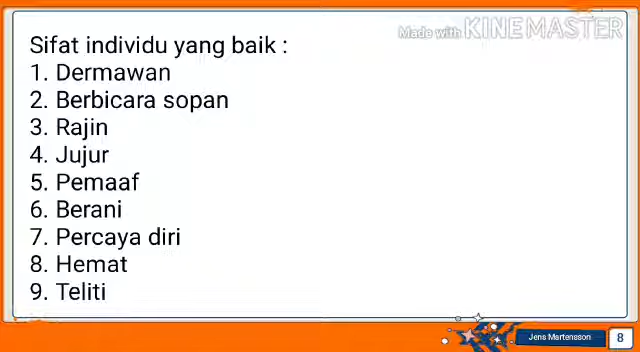 Made with KINEMASTER
Sifat individu yang baik :
1. Dermawan
2. Berbicara sopan
3. Rajin
4. Jujur
5. Pemaaf
6. Berani
7. Percaya diri
8. Hemat
9. Teliti
Jens Martensson
8